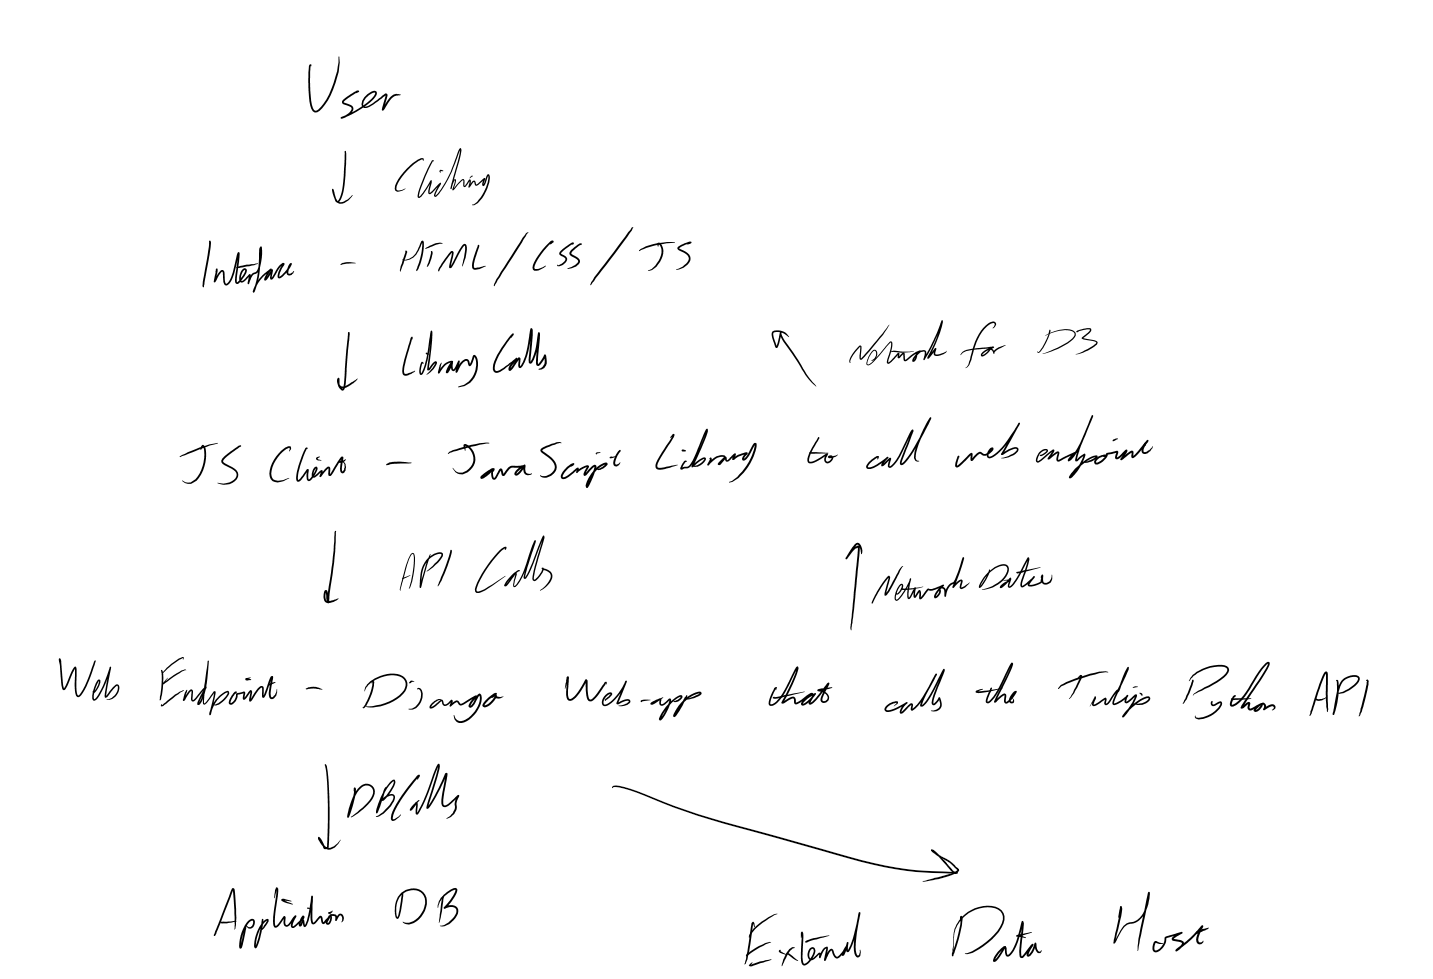 User
Clicking
Interface - HTML / CSS / JS
Library Calls
Network for D3
JS Client - JavaScript Library to call web endpoint
API Calls
Network Data
Web Endpoint - Django Web-app that calls the Tulip Python API
DB Calls
Application DB
External Data Host